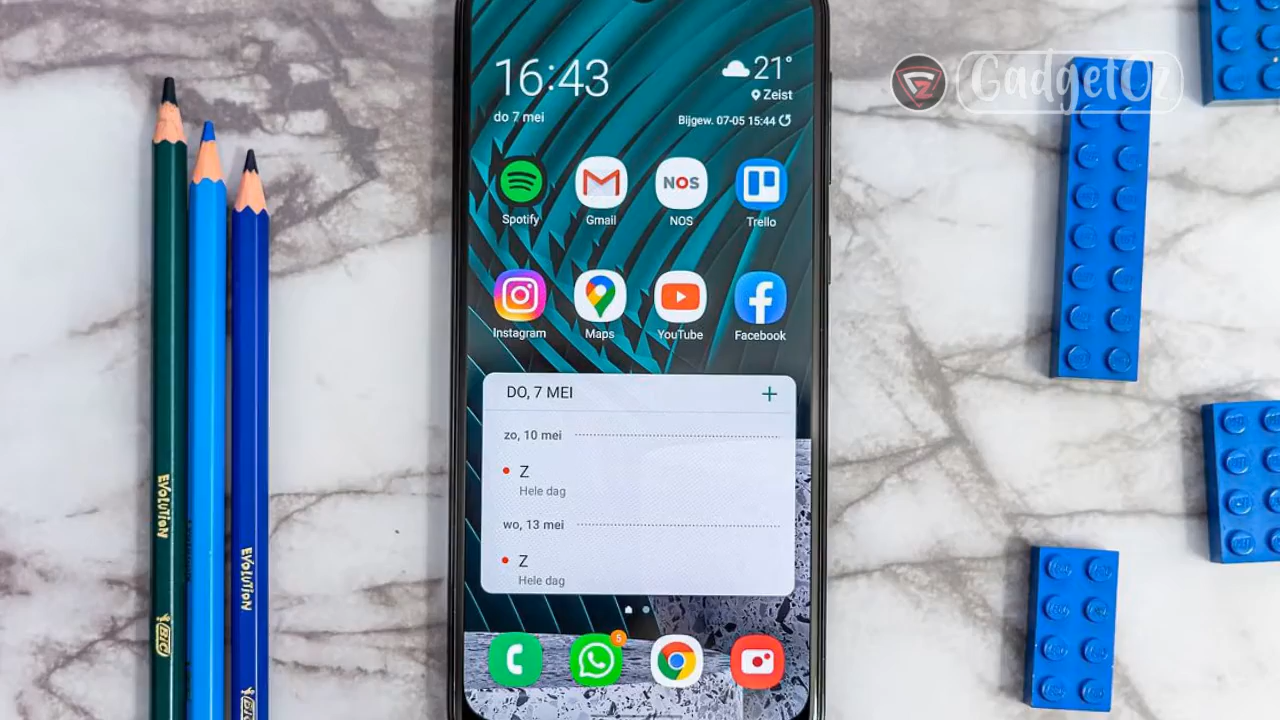 GadgetOz
16:43
21°
Zeist
do 7 mei
Bijgew. 07-05 15:44
Spotify
Gmail
NOS
NOS
Trello
Instagram
Maps
YouTube
Facebook
DO, 7 MEI
+
zo, 10 mei
Z
Hele dag
wo, 13 mei
Z
Hele dag
5
EVOLUTION
BIC
EVOLUTION
BIC